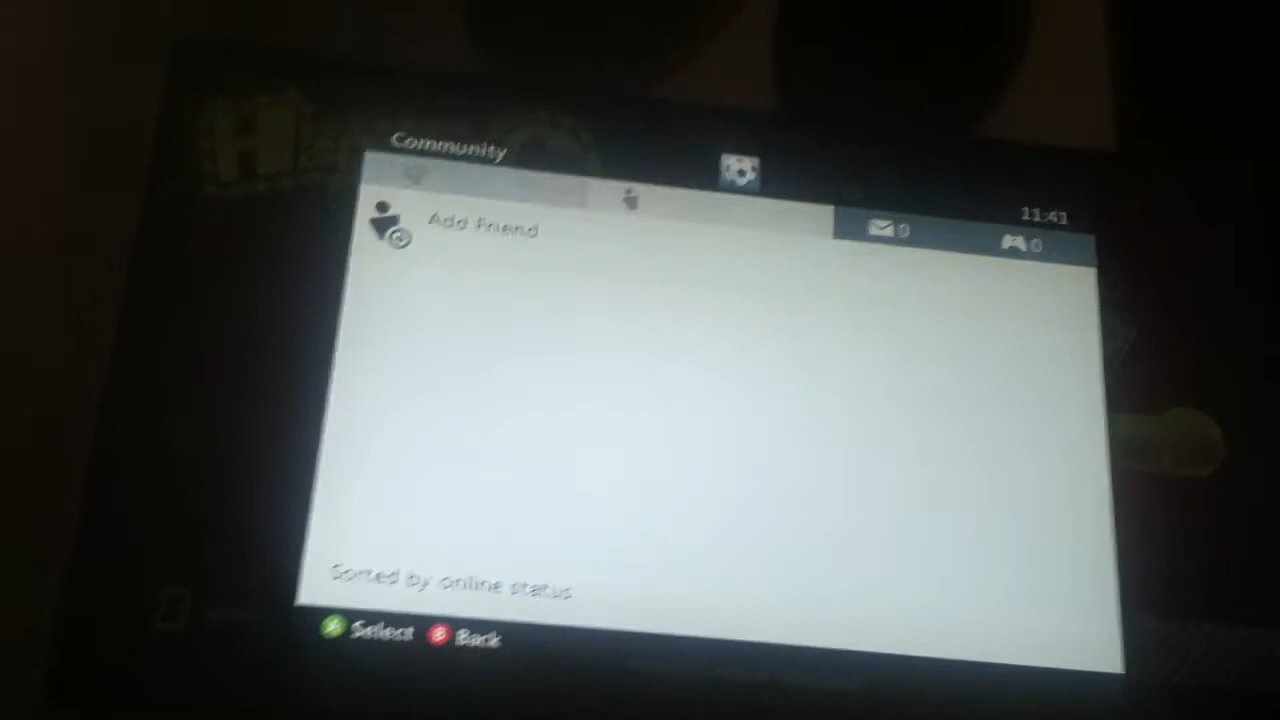 Community
11:41
0
0
Add Friend
Sorted by online status
A Select B Back